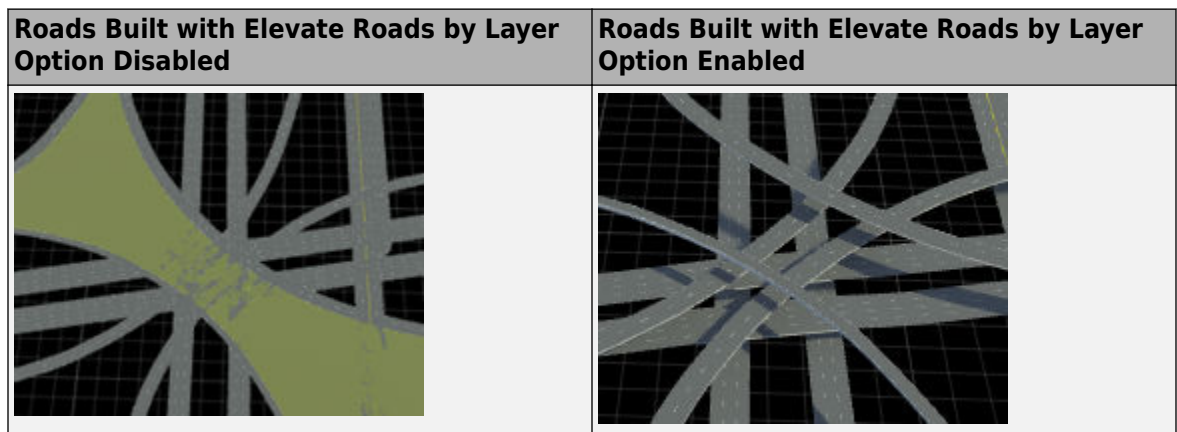 Roads Built with Elevate Roads by Layer
Option Disabled
Roads Built with Elevate Roads by Layer
Option Enabled